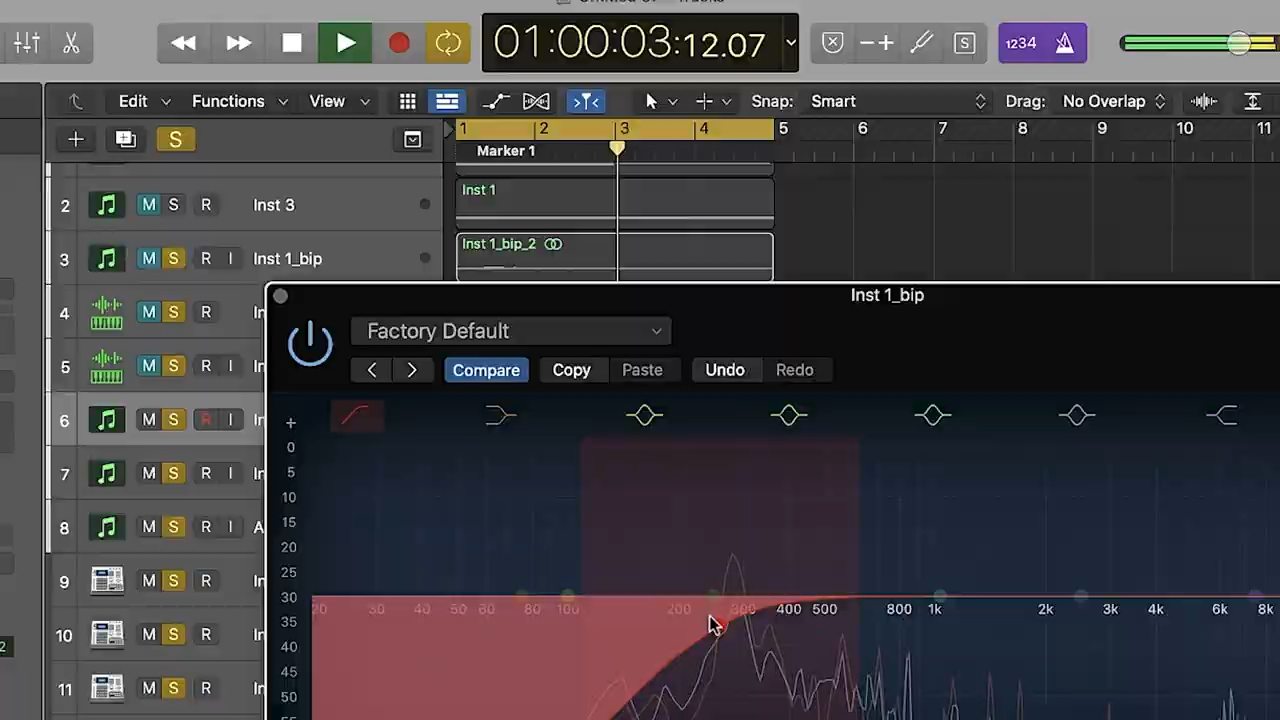 01:00:03:12.07
1234
S
Edit Functions View Snap: Smart Drag: No Overlap
S
1 2 3 4 5 6 7 8 9 10 11
Marker 1
2 M S R Inst 3
Inst 1
3 M S R I Inst 1_bip
Inst 1_bip_2
4 M S R
Inst 1_bip
5 M S R I
Factory Default
Compare Copy Paste Undo Redo
6 M S R I
7 M S R I
8 M S R I A
9 M S R
10 M S R
11 M S R
+
0
5
10
15
20
25
30
35
40
45
50
20 30 40 50 60 80 100 200 300 400 500 800 1k 2k 3k 4k 6k 8k
2